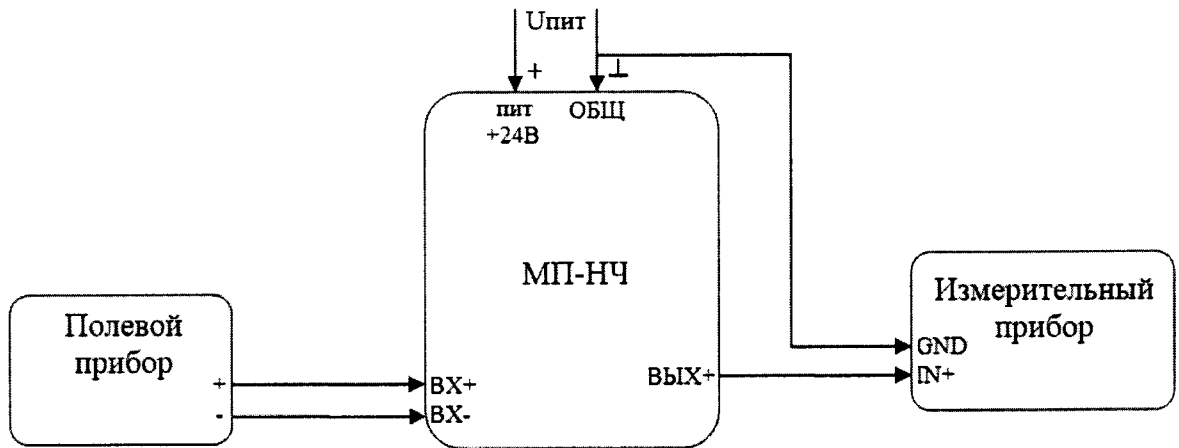 Uпит
+
пит
+24В
ОБЩ
МП-НЧ
Полевой
прибор
+
-
ВХ+
ВХ-
ВЫХ+
Измерительный
прибор
GND
IN+